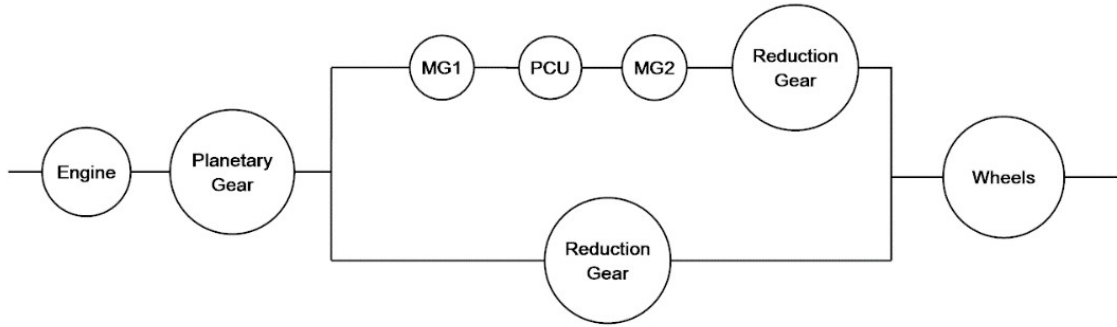 Engine
Planetary
Gear
MG1
PCU
MG2
Reduction
Gear
Reduction
Gear
Wheels